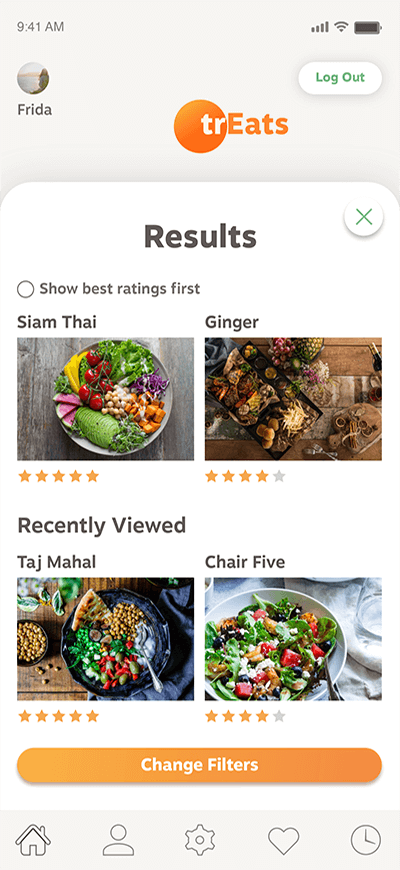 9:41 AM
Log Out
Frida
trEats
Results
Show best ratings first
Siam Thai
Ginger
Recently Viewed
Taj Mahal
Chair Five
Change Filters